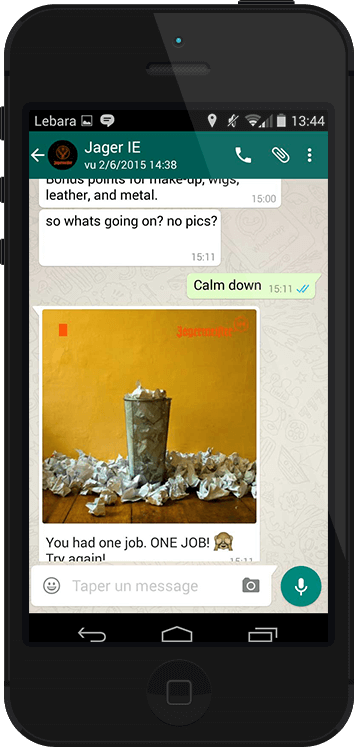 Lebara
13:44
Jager IE
vu 2/6/2015 14:38
Bonus points for make-up, wigs,
leather, and metal.
15:00
so whats going on? no pics?
15:11
Calm down 15:11
You had one job. ONE JOB! 🙈
Try again!
15:11
Taper un message